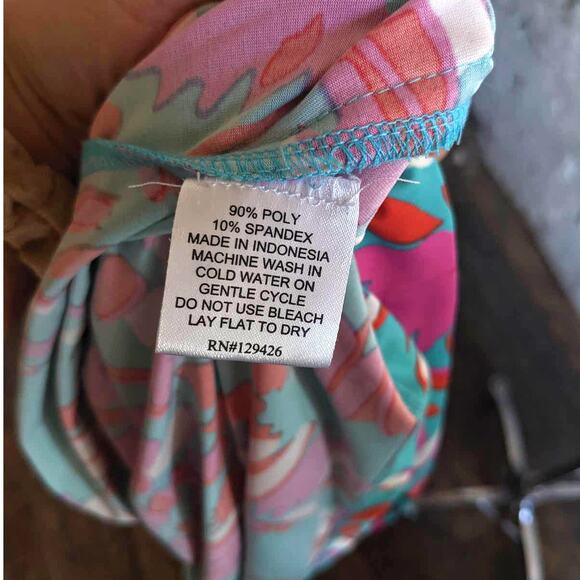 90% POLY
10% SPANDEX
MADE IN INDONESIA
MACHINE WASH IN
COLD WATER ON
GENTLE CYCLE
DO NOT USE BLEACH
LAY FLAT TO DRY
RN#129426